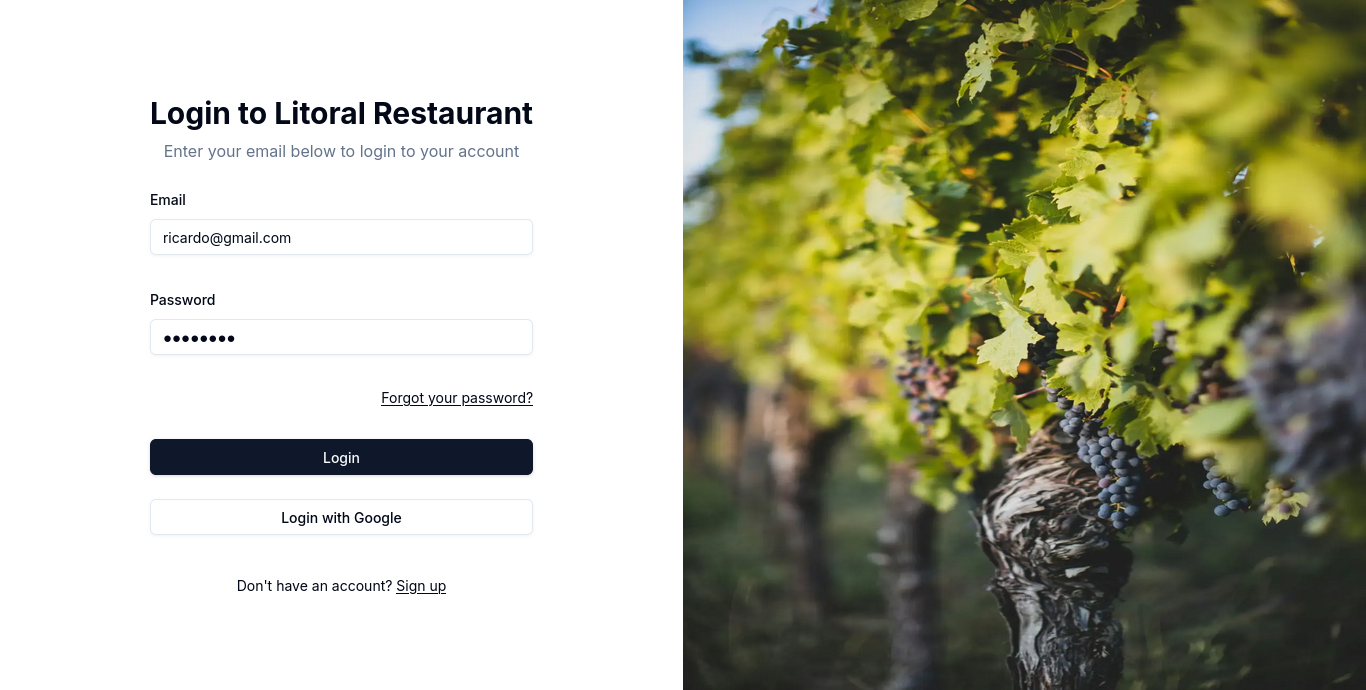 Login to Litoral Restaurant
Enter your email below to login to your account
Email
ricardo@gmail.com
Password
●●●●●●●●
Forgot your password?
Login
Login with Google
Don't have an account? Sign up